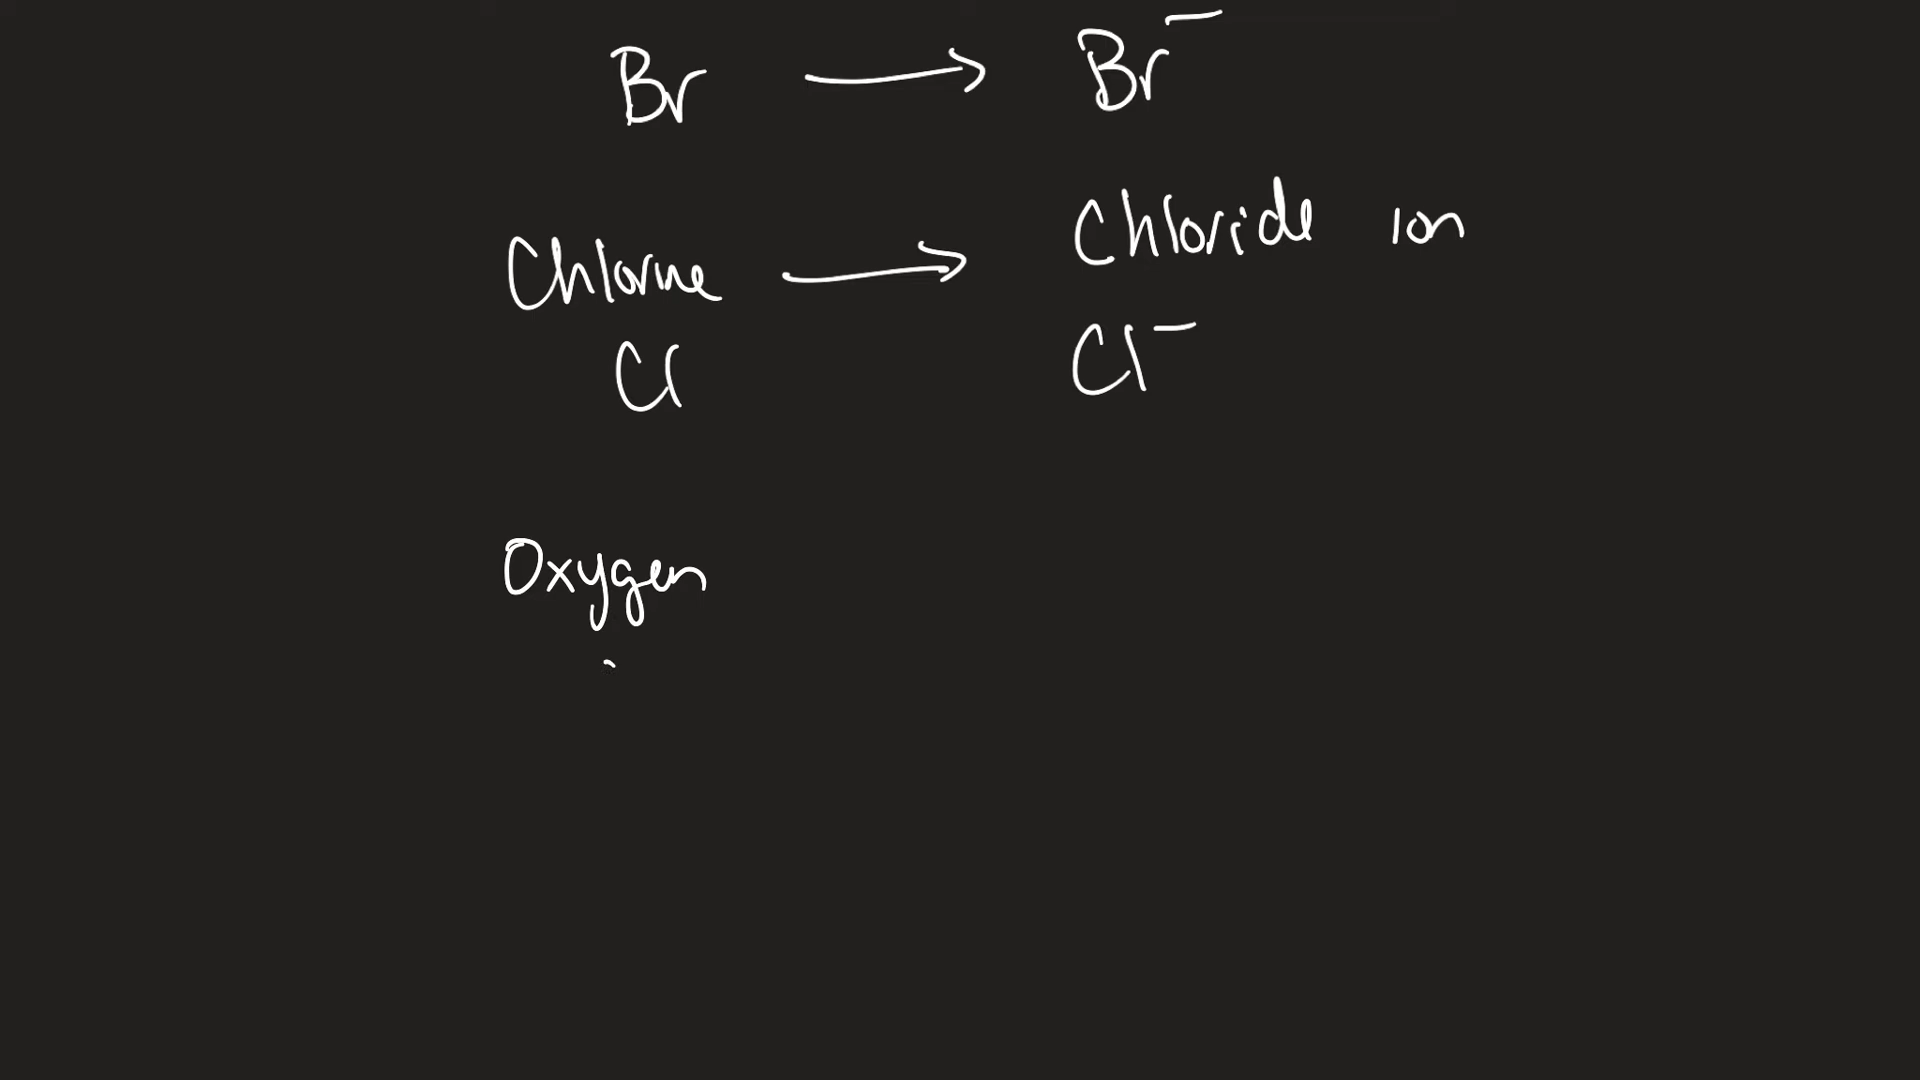 Br → Br⁻
Chlorine → Chloride ion
Cl Cl⁻
Oxygen